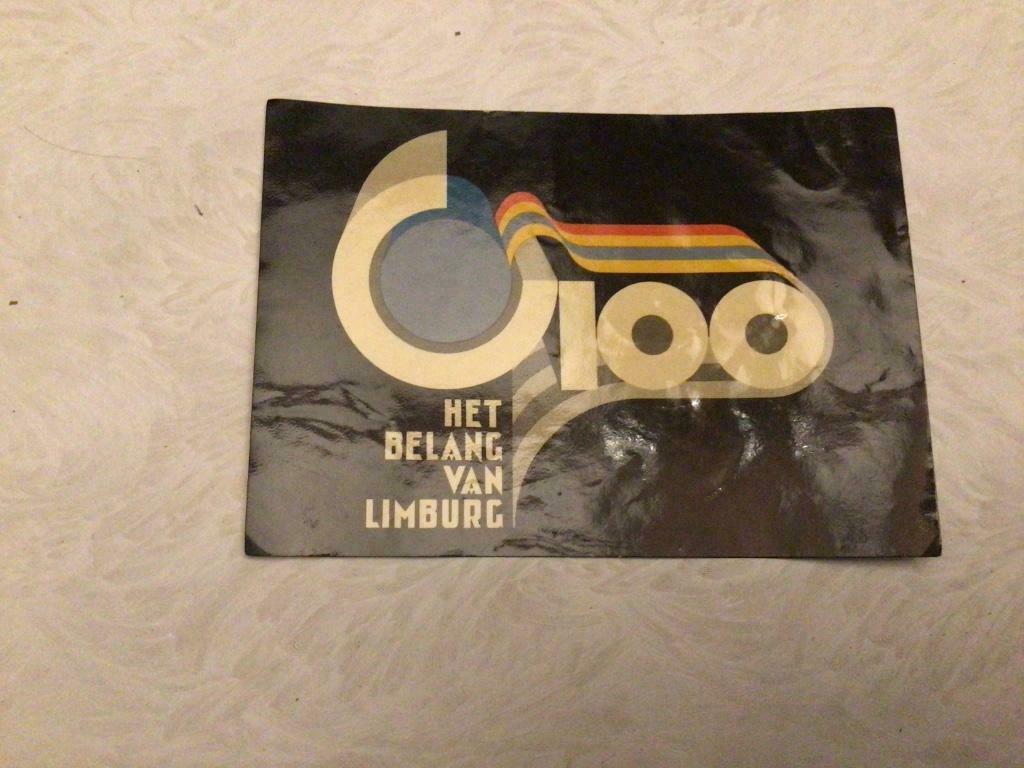 100
HET
BELANG
VAN
LIMBURG